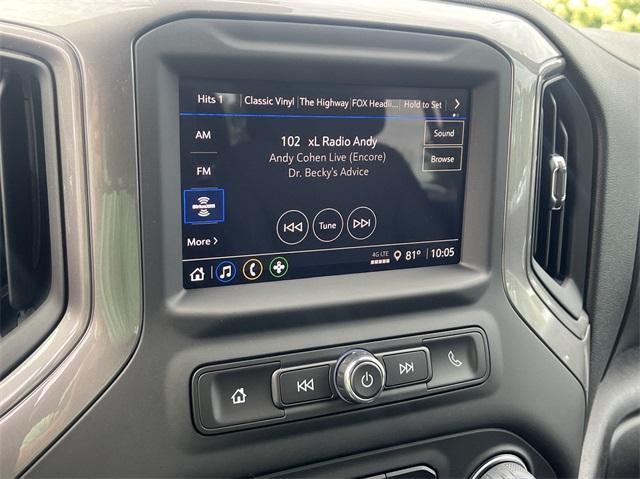 Hits 1 Classic Vinyl The Highway FOX Headli... Hold to Set
AM
102 xL Radio Andy
Sound
Andy Cohen Live (Encore)
Browse
FM
Dr. Becky's Advice
Tune
More
4G LTE 81° 10:05